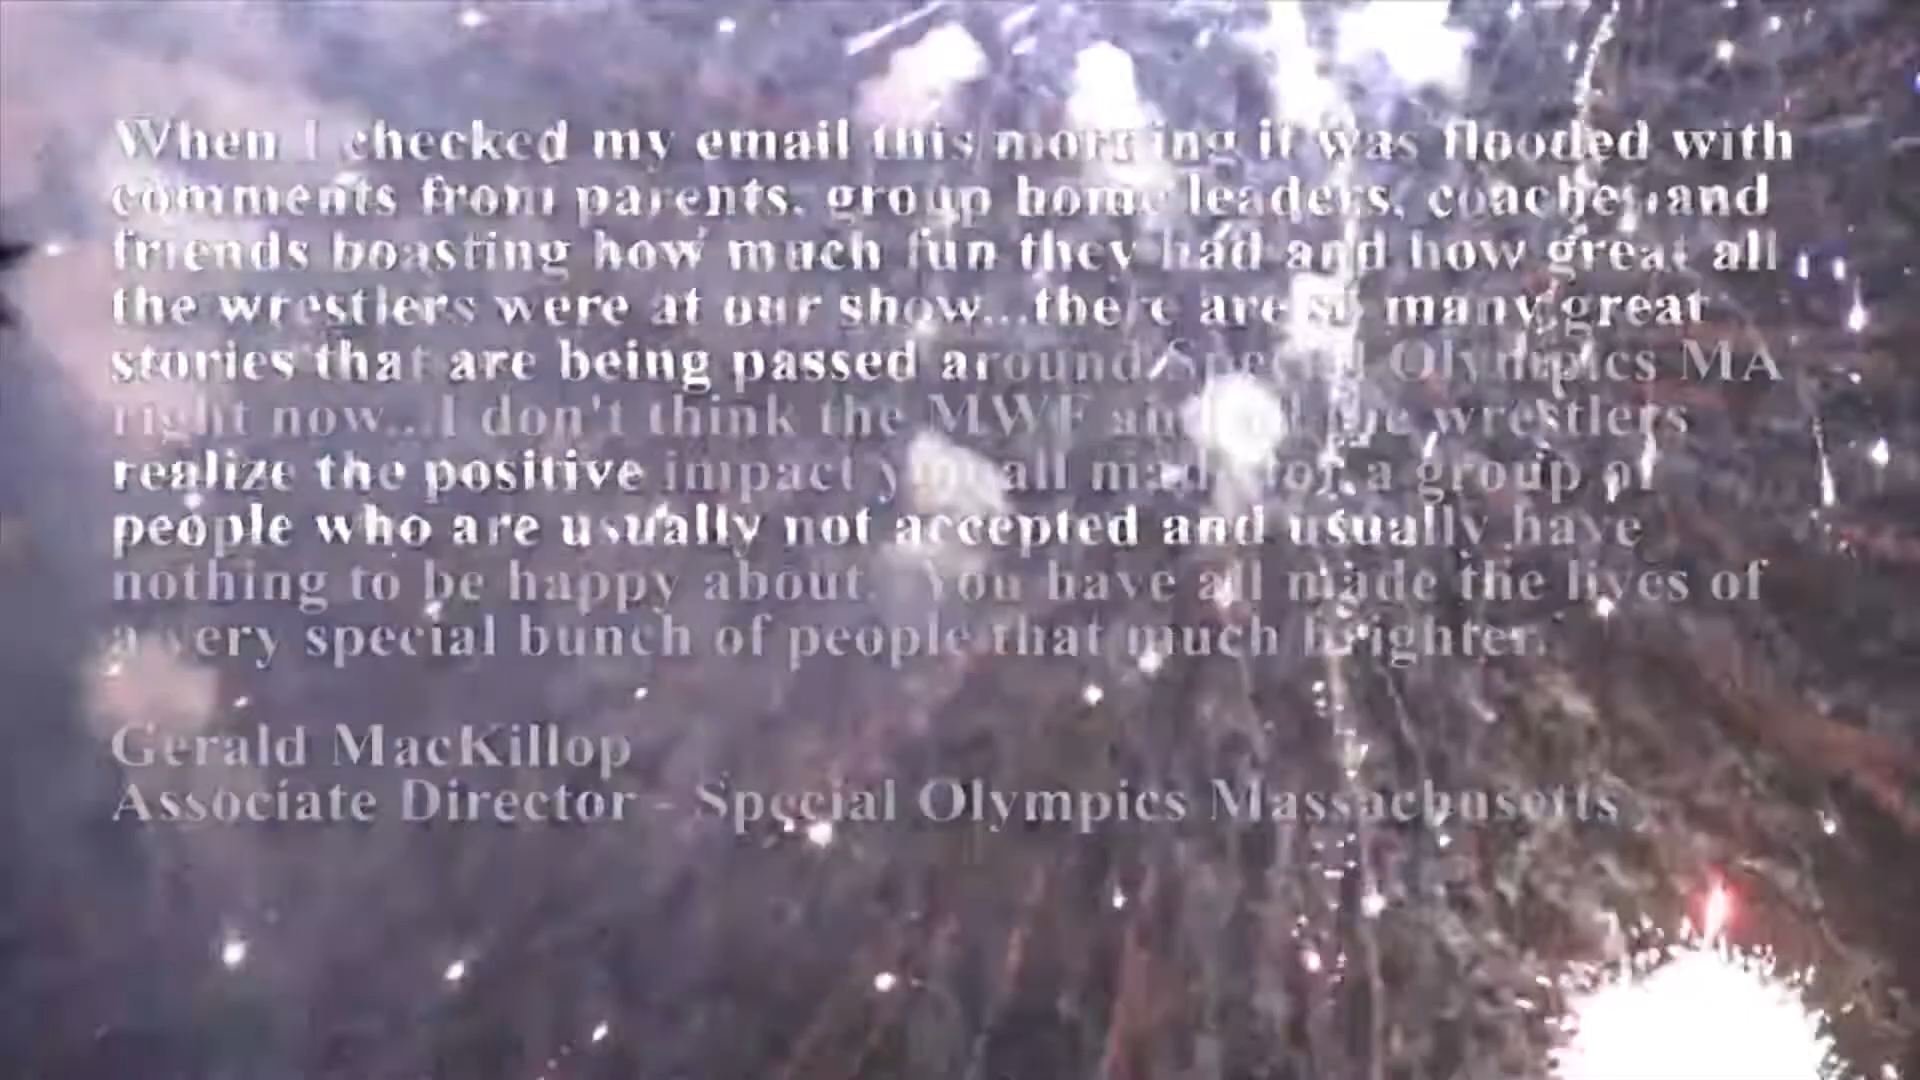 When I checked my email this morning it was flooded with
comments from parents, group home leaders, coaches and
friends boasting how much fun they had and how great all
the wrestlers were at our show...there are so many great
stories that are being passed around Special Olympics MA
right now...I don't think the MWF and all the wrestlers
realize the positive impact you all made for a group of
people who are usually not accepted and usually have
nothing to be happy about. You have all made the lives of
a very special bunch of people that much brighter.
Gerald MacKillop
Associate Director - Special Olympics Massachusetts